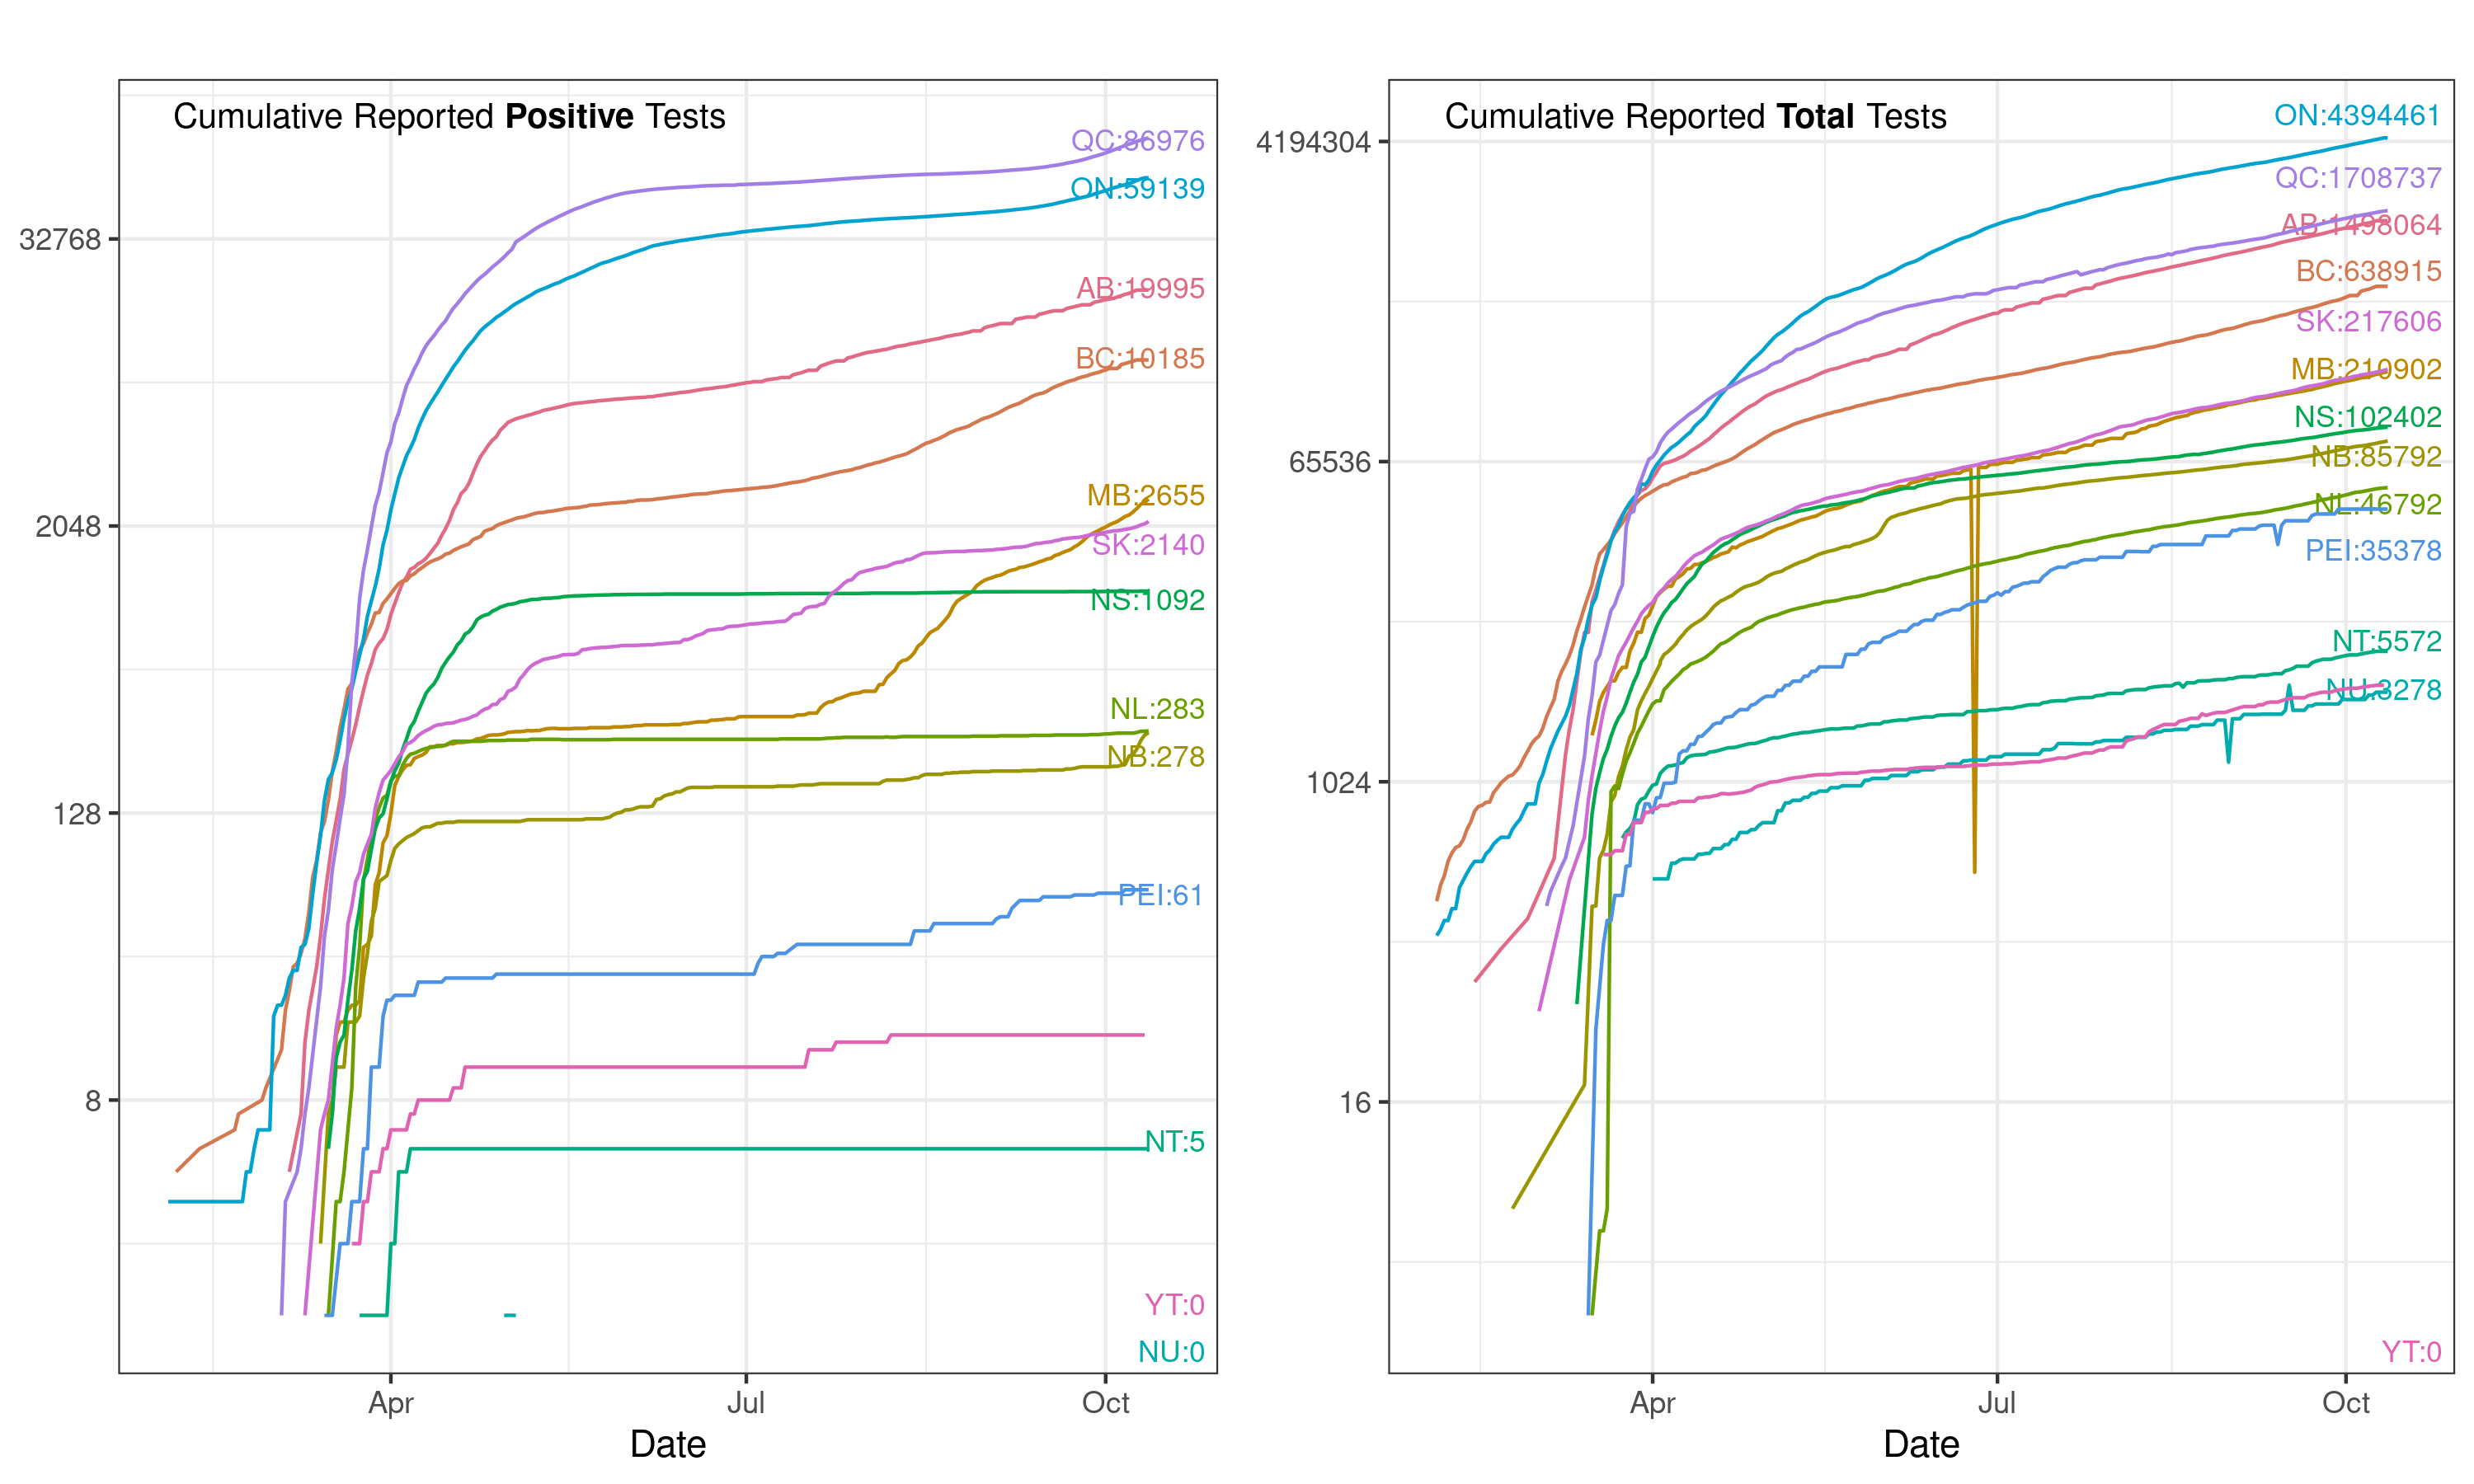 Cumulative Reported Positive Tests
QC:86976
ON:59139
AB:19995
BC:10185
MB:2655
SK:2140
NS:1092
NL:283
NB:278
PEI:61
NT:5
YT:0
NU:0
32768
2048
128
8
Apr
Jul
Oct
Date
Cumulative Reported Total Tests
ON:4394461
QC:1708737
AB:1498064
BC:638915
SK:217606
MB:210902
NS:102402
NB:85792
NL:46792
PEI:35378
NT:5572
NU:3278
YT:0
4194304
65536
1024
16
Apr
Jul
Oct
Date